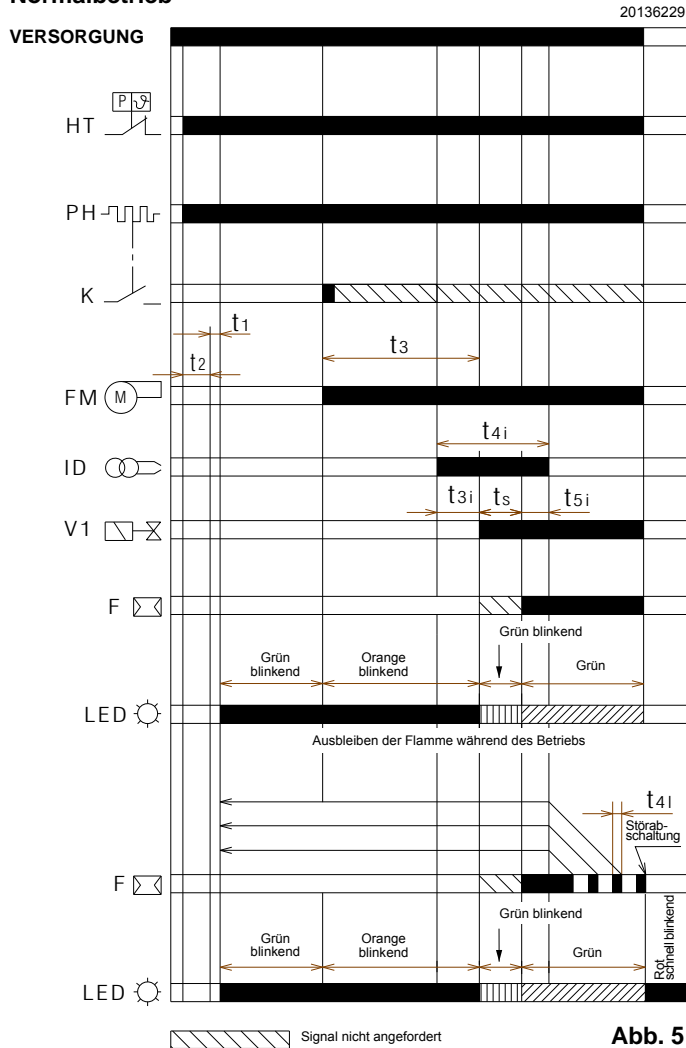 Normalbetrieb
20136229
VERSORGUNG
P ϑ
HT
PH
K
t1
t2
t3
FM M
t4i
ID
t3i ts t5i
V1
F
Grün blinkend
Grün blinkend
Orange blinkend
Grün
LED
Ausbleiben der Flamme während des Betriebs
t4l
Störab-
schaltung
F
Grün blinkend
Grün blinkend
Orange blinkend
Grün
Rot
schnell blinkend
LED
Signal nicht angefordert
Abb. 5